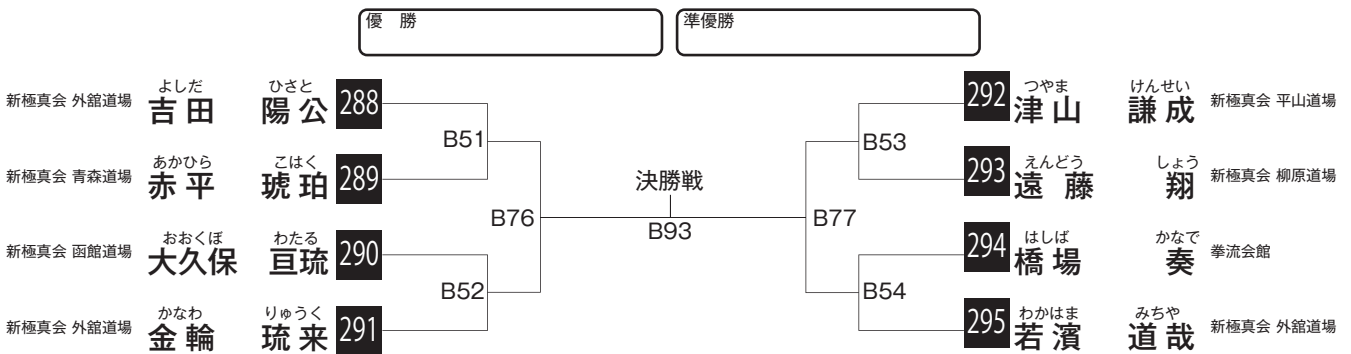 優 勝
準優勝
よしだ ひさと
新極真会 外舘道場 吉田 陽公 288
あかひら こはく
新極真会 青森道場 赤平 琥珀 289
おおくぼ わたる
新極真会 函館道場 大久保 亘琉 290
かなわ りゅうく
新極真会 外舘道場 金輪 琉来 291
B51
B52
B76
決勝戦
B93
B77
B53
B54
つやま けんせい
292 津山 謙成 新極真会 平山道場
えんどう しょう
293 遠藤 翔 新極真会 柳原道場
はしば かなで
294 橋場 奏 拳流会館
わかはま みちや
295 若濱 道哉 新極真会 外舘道場